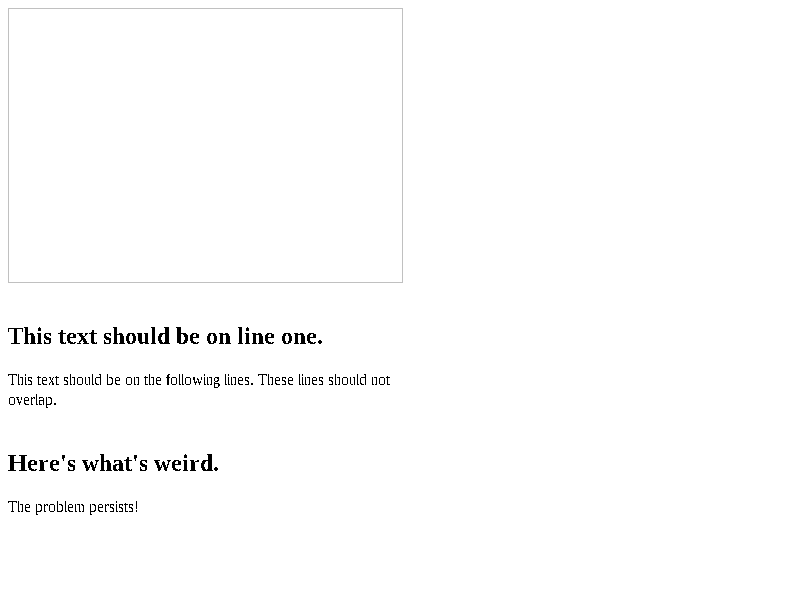 This text should be on line one.
This text should be on the following lines. These lines should not
overlap.
Here's what's weird.
The problem persists!